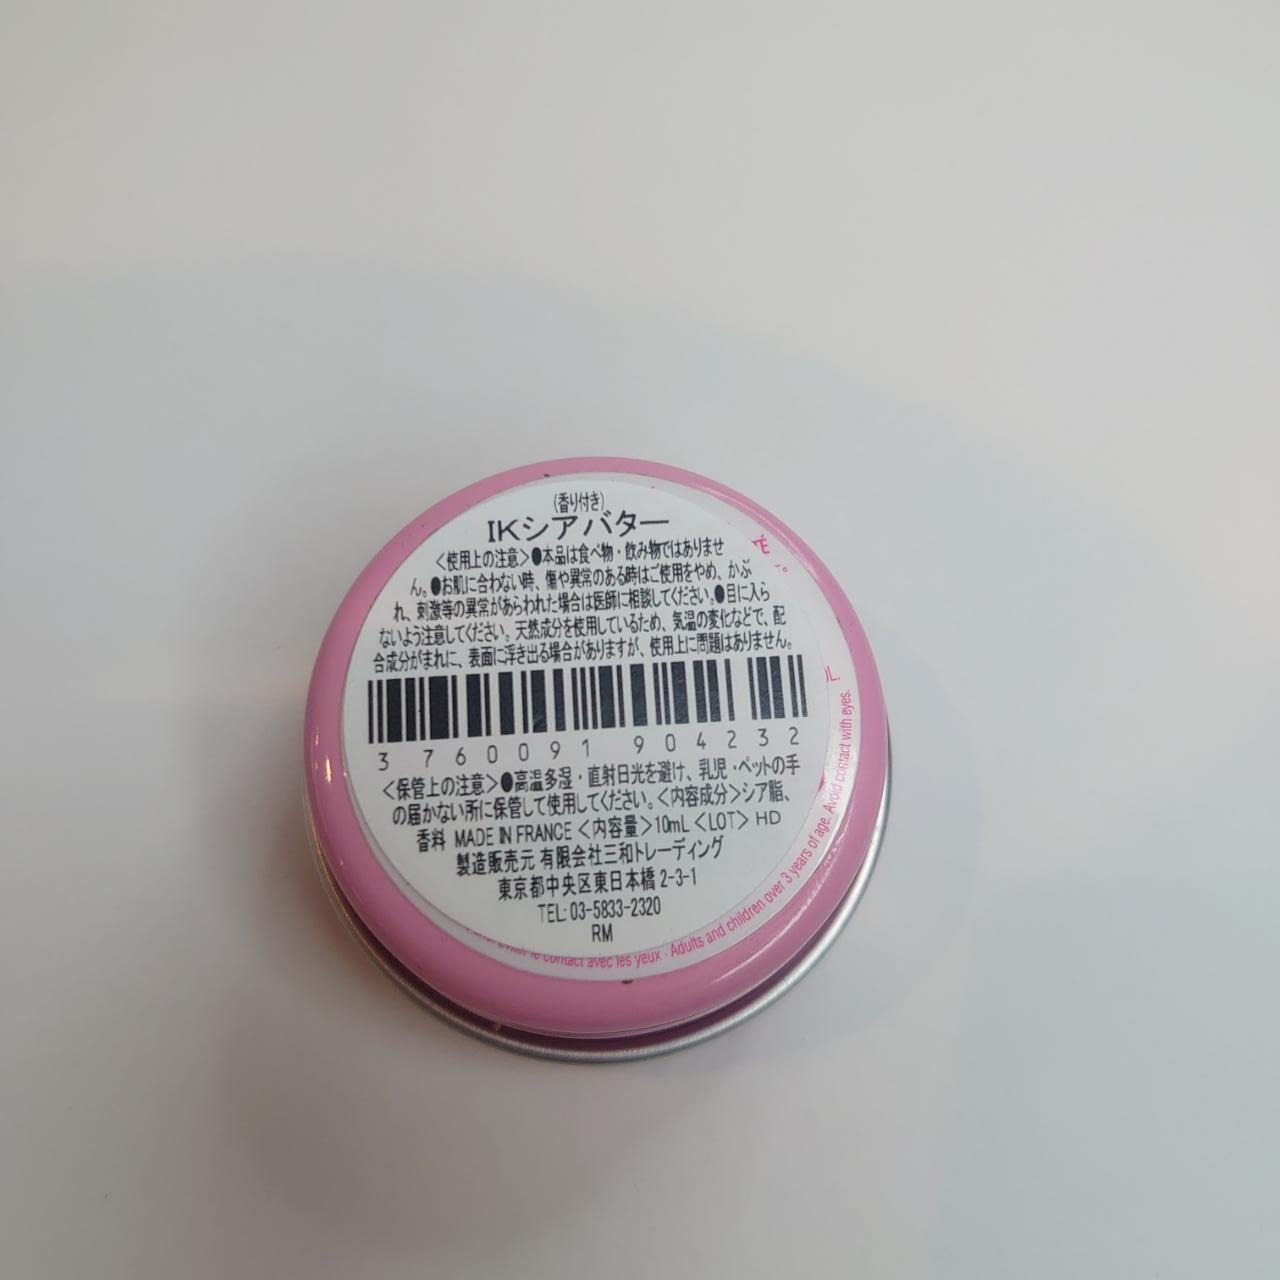 (香り付き)
IKシアバター
＜使用上の注意＞●本品は食べ物・飲み物ではありませ
ん。●お肌に合わない時、傷や異常のある時はご使用をやめ、かぶ
れ、刺激等の異常があらわれた場合は医師に相談してください。●目に入ら
ないよう注意してください。天然成分を使用しているため、気温の変化などで、配
合成分がまれに、表面に浮き出る場合がありますが、使用上に問題はありません。
3 760091 904232
＜保管上の注意＞●高温多湿・直射日光を避け、乳児・ペットの手
の届かない所に保管して使用してください。＜内容成分＞シア脂、
香料 MADE IN FRANCE ＜内容量＞10mL ＜LOT＞ HD
製造販売元 有限会社三和トレーディング
東京都中央区東日本橋 2-3-1
TEL: 03-5833-2320
RM
le contact avec les yeux · Adults and children over 3 years of age. Avoid contact with eyes.